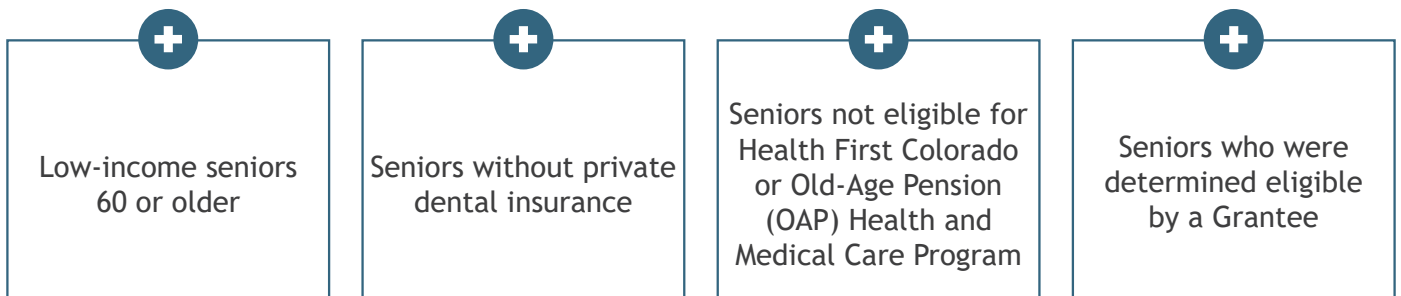 Low-income seniors
60 or older
Seniors without private
dental insurance
Seniors not eligible for
Health First Colorado
or Old-Age Pension
(OAP) Health and
Medical Care Program
Seniors who were
determined eligible
by a Grantee